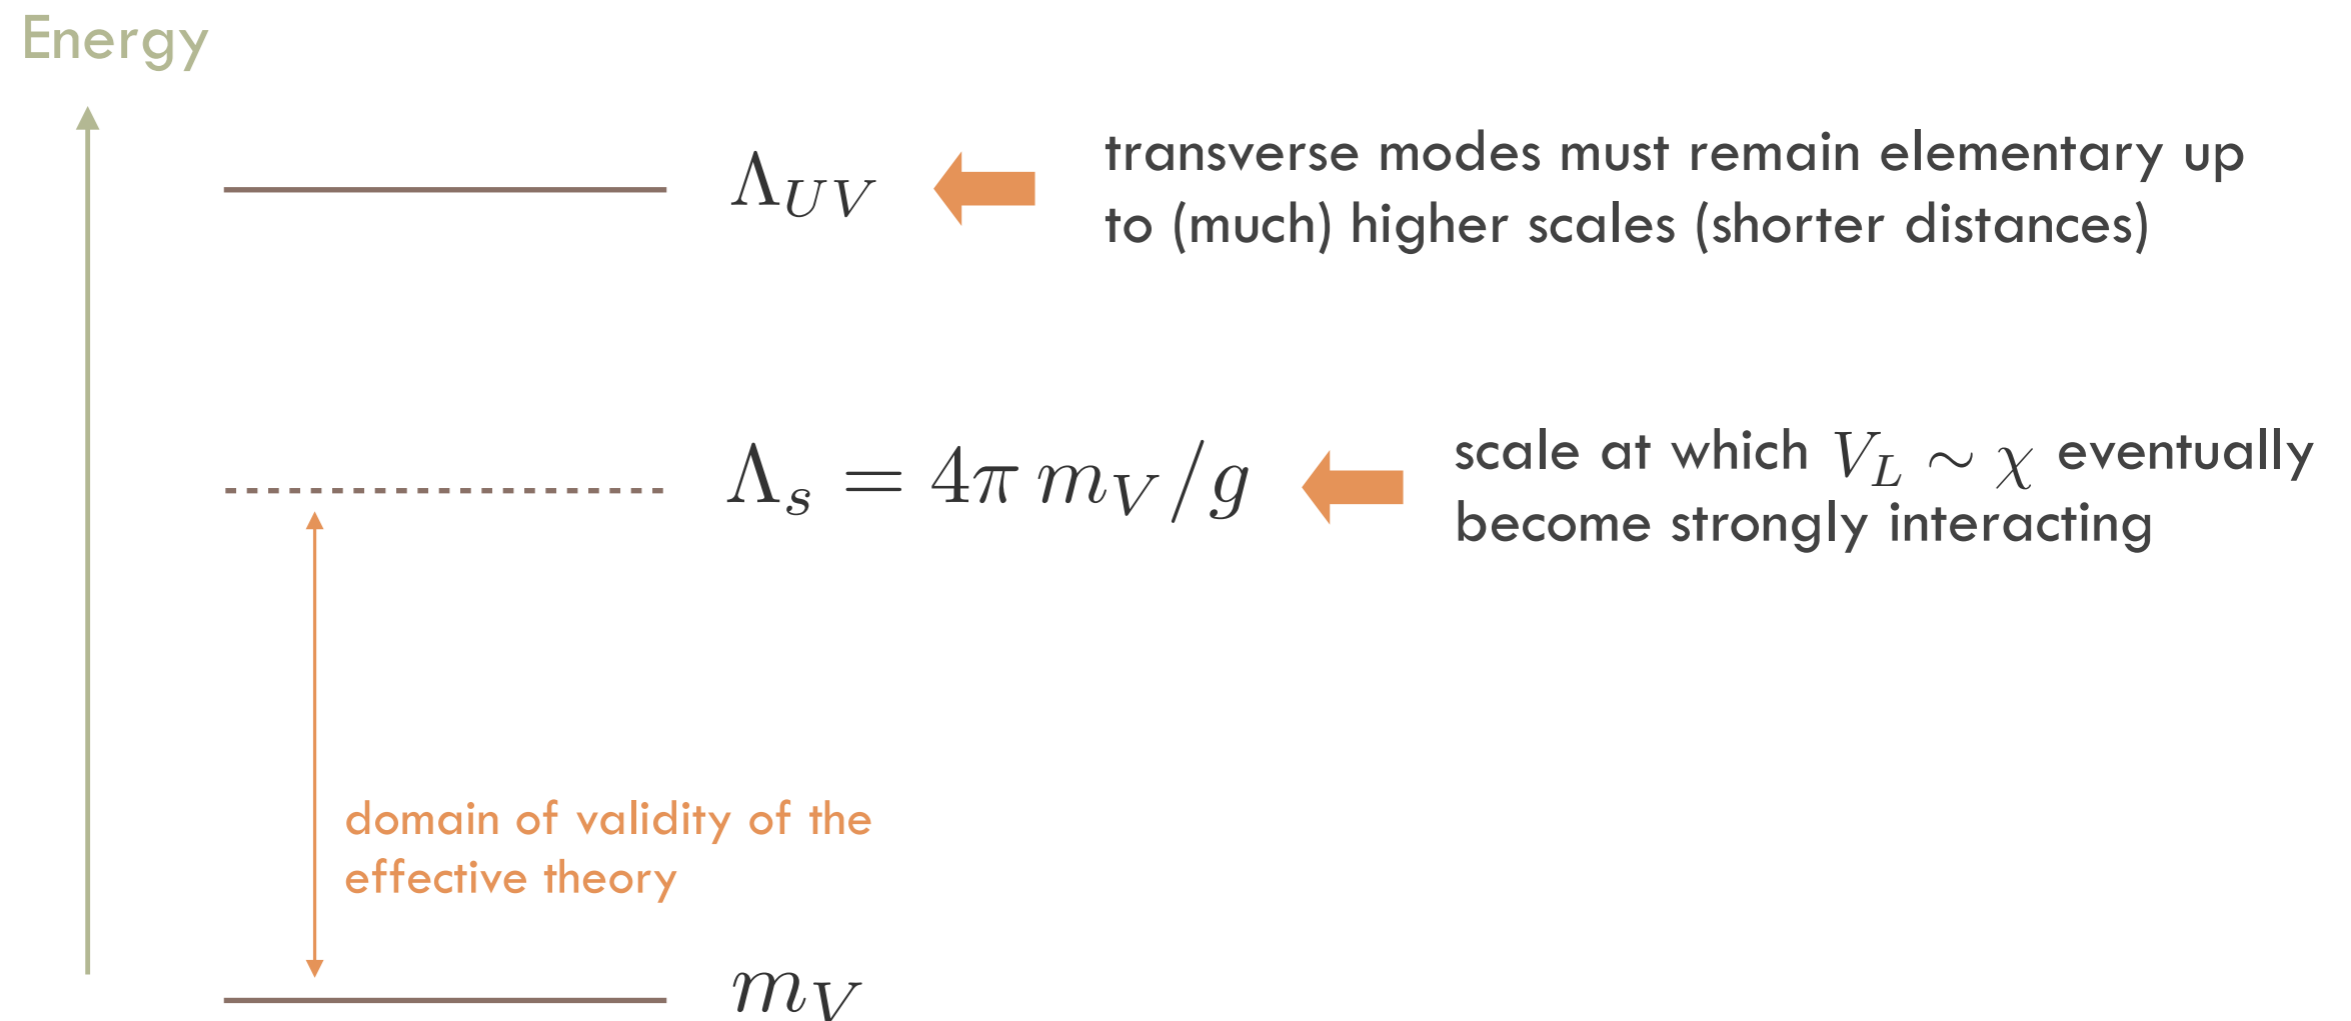 Energy
Λ_{UV}
transverse modes must remain elementary up
to (much) higher scales (shorter distances)
Λ_s = 4π m_V/g
scale at which V_L ∼ χ eventually
become strongly interacting
domain of validity of the
effective theory
m_V